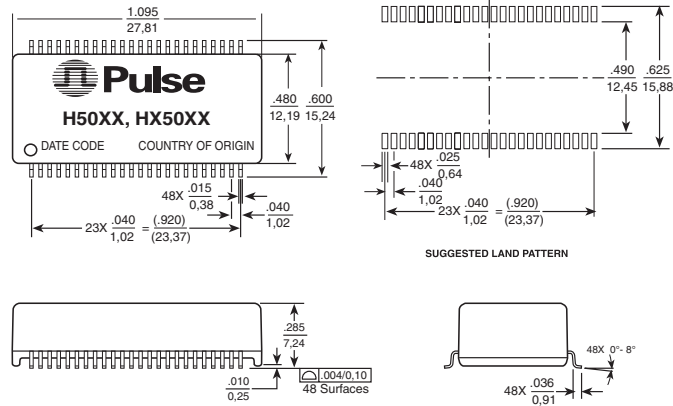 1.095
27,81
Pulse
H50XX, HX50XX
DATE CODE COUNTRY OF ORIGIN
.480
12,19
.600
15,24
48X .015
0,38
.040
1,02
23X .040 = (.920)
1,02 (23,37)
.490
12,45
.625
15,88
48X .025
0,64
.040
1,02
23X .040 = (.920)
1,02 (23,37)
SUGGESTED LAND PATTERN
.285
7,24
.010
0,25
.004/0,10
48 Surfaces
48X 0°- 8°
48X .036
0,91